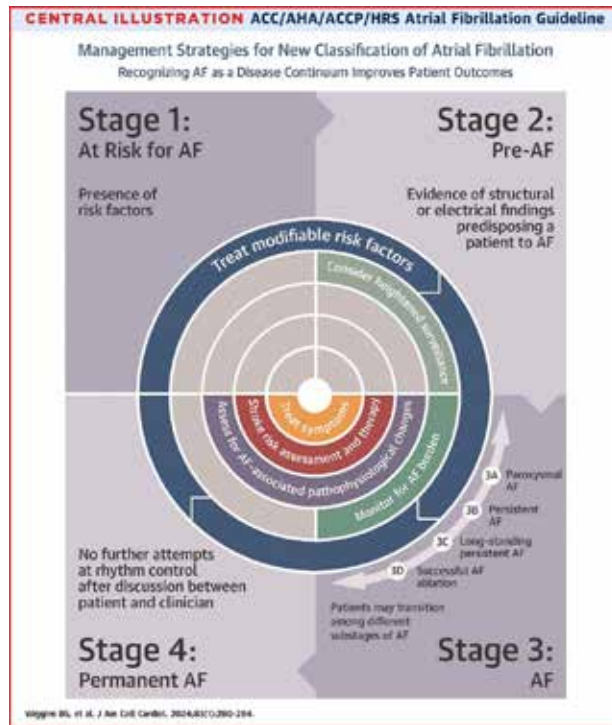 CENTRAL ILLUSTRATION ACC/AHA/ACCP/HRS Atrial Fibrillation Guideline
Management Strategies for New Classification of Atrial Fibrillation
Recognizing AF as a Disease Continuum Improves Patient Outcomes
Stage 1:
At Risk for AF
Presence of
risk factors
Stage 2:
Pre-AF
Evidence of structural
or electrical findings
predisposing a
patient to AF
Treat modifiable risk factors
Consider heightened surveillance
Treat symptoms
Stroke risk assessment and therapy
Assess for AF-associated pathophysiological changes
Monitor for AF burden
3A Paroxysmal
AF
3B Persistent
AF
3C Long-standing
persistent AF
3D Successful AF
ablation
Patients may transition
among different
substages of AF
No further attempts
at rhythm control
after discussion between
patient and clinician
Stage 4:
Permanent AF
Stage 3:
AF
et al. J Am Coll Cardiol. 2024;